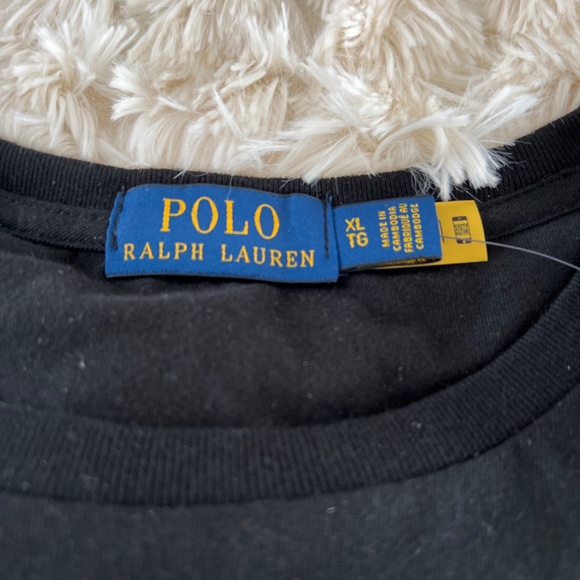 POLO
RALPH LAUREN
XL
TG
MADE IN
CAMBODIA
FABRIQUÉ AU
CAMBODGE